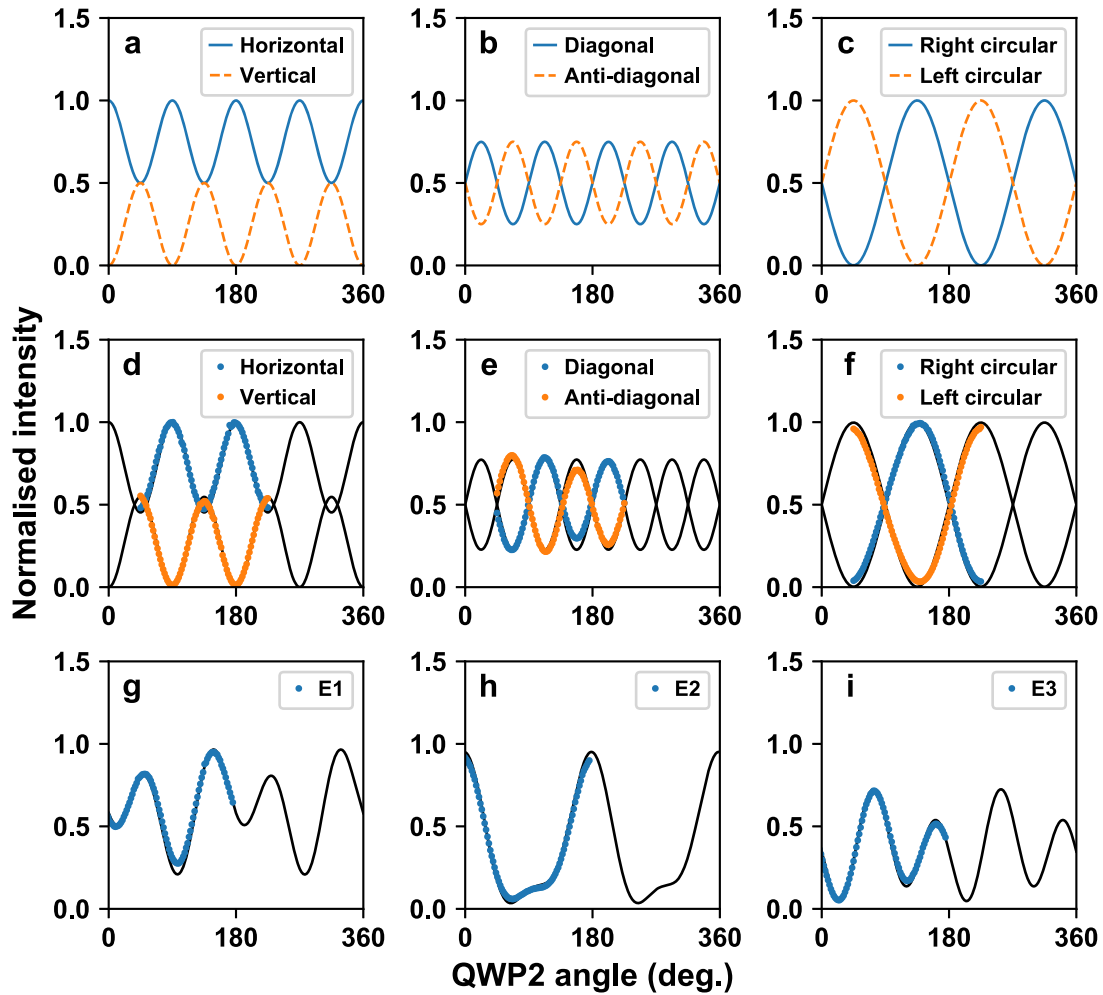 a
Horizontal
Vertical
b
Diagonal
Anti-diagonal
c
Right circular
Left circular
1.5
1.0
0.5
0.0
0 180 360
1.5
1.0
0.5
0.0
0 180 360
1.5
1.0
0.5
0.0
0 180 360
Normalised intensity
d
Horizontal
Vertical
e
Diagonal
Anti-diagonal
f
Right circular
Left circular
1.5
1.0
0.5
0.0
0 180 360
1.5
1.0
0.5
0.0
0 180 360
1.5
1.0
0.5
0.0
0 180 360
g
E1
h
E2
i
E3
1.5
1.0
0.5
0.0
0 180 360
1.5
1.0
0.5
0.0
0 180 360
1.5
1.0
0.5
0.0
0 180 360
QWP2 angle (deg.)